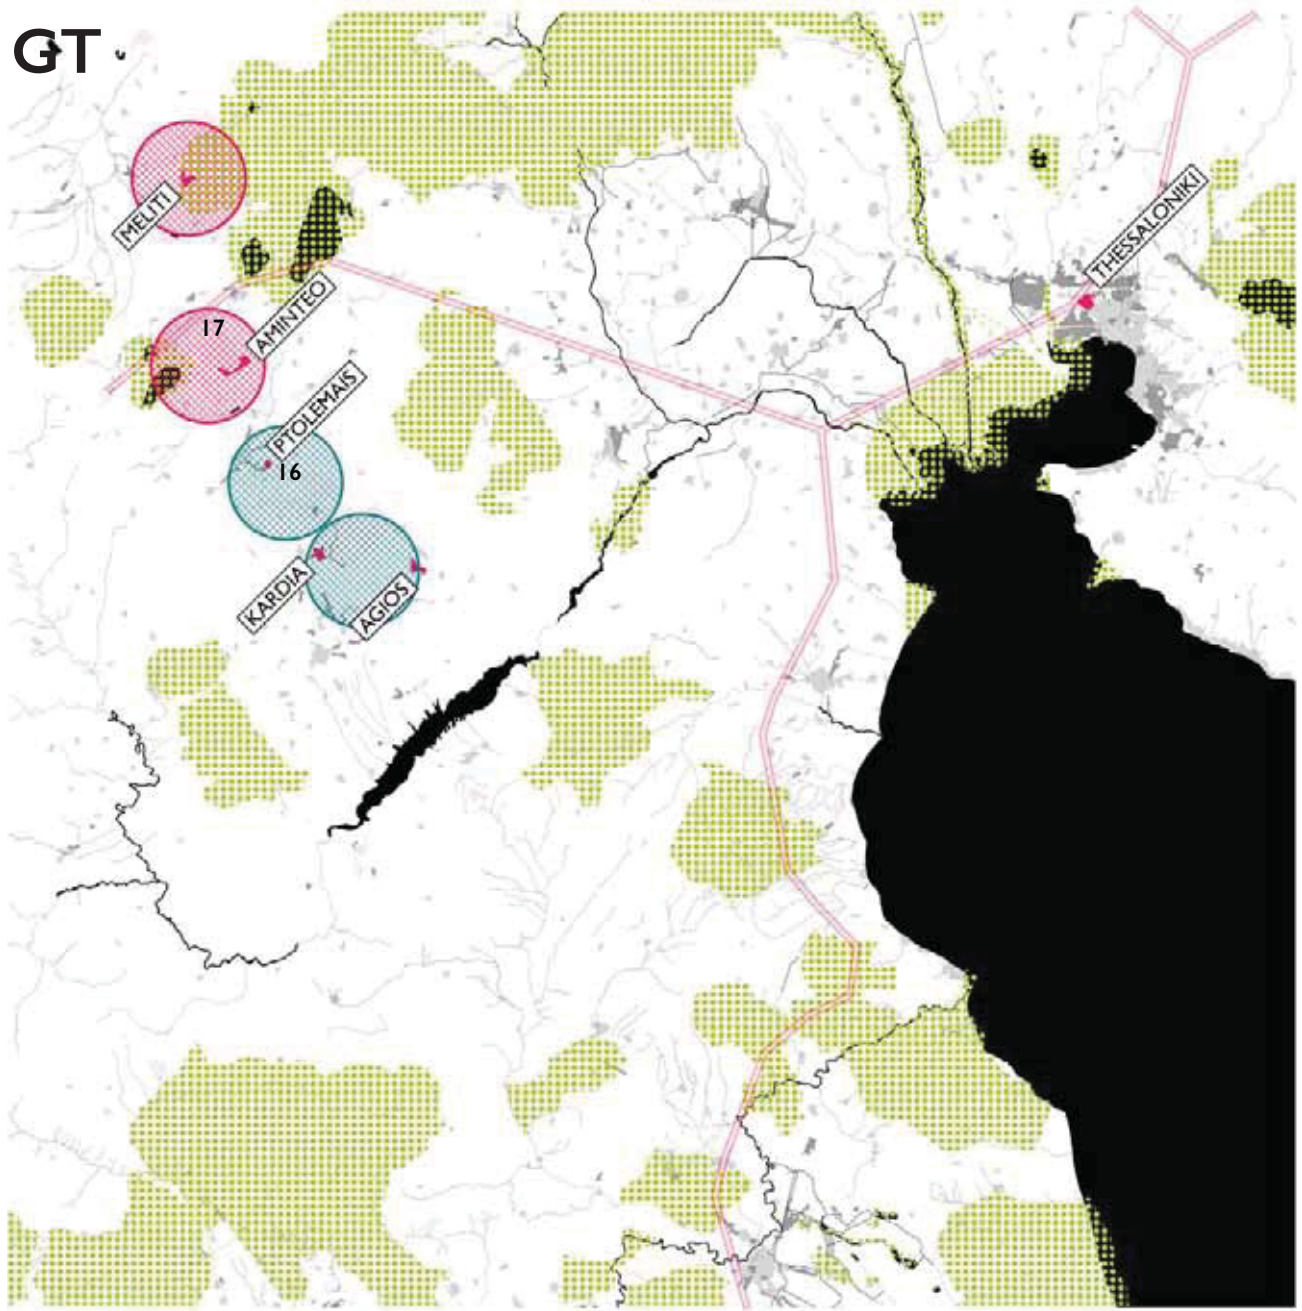 GT
MELITI
THESSALONIKI
17
AMINTEO
PTOLEMAIS
16
KARDIA
AGIOS